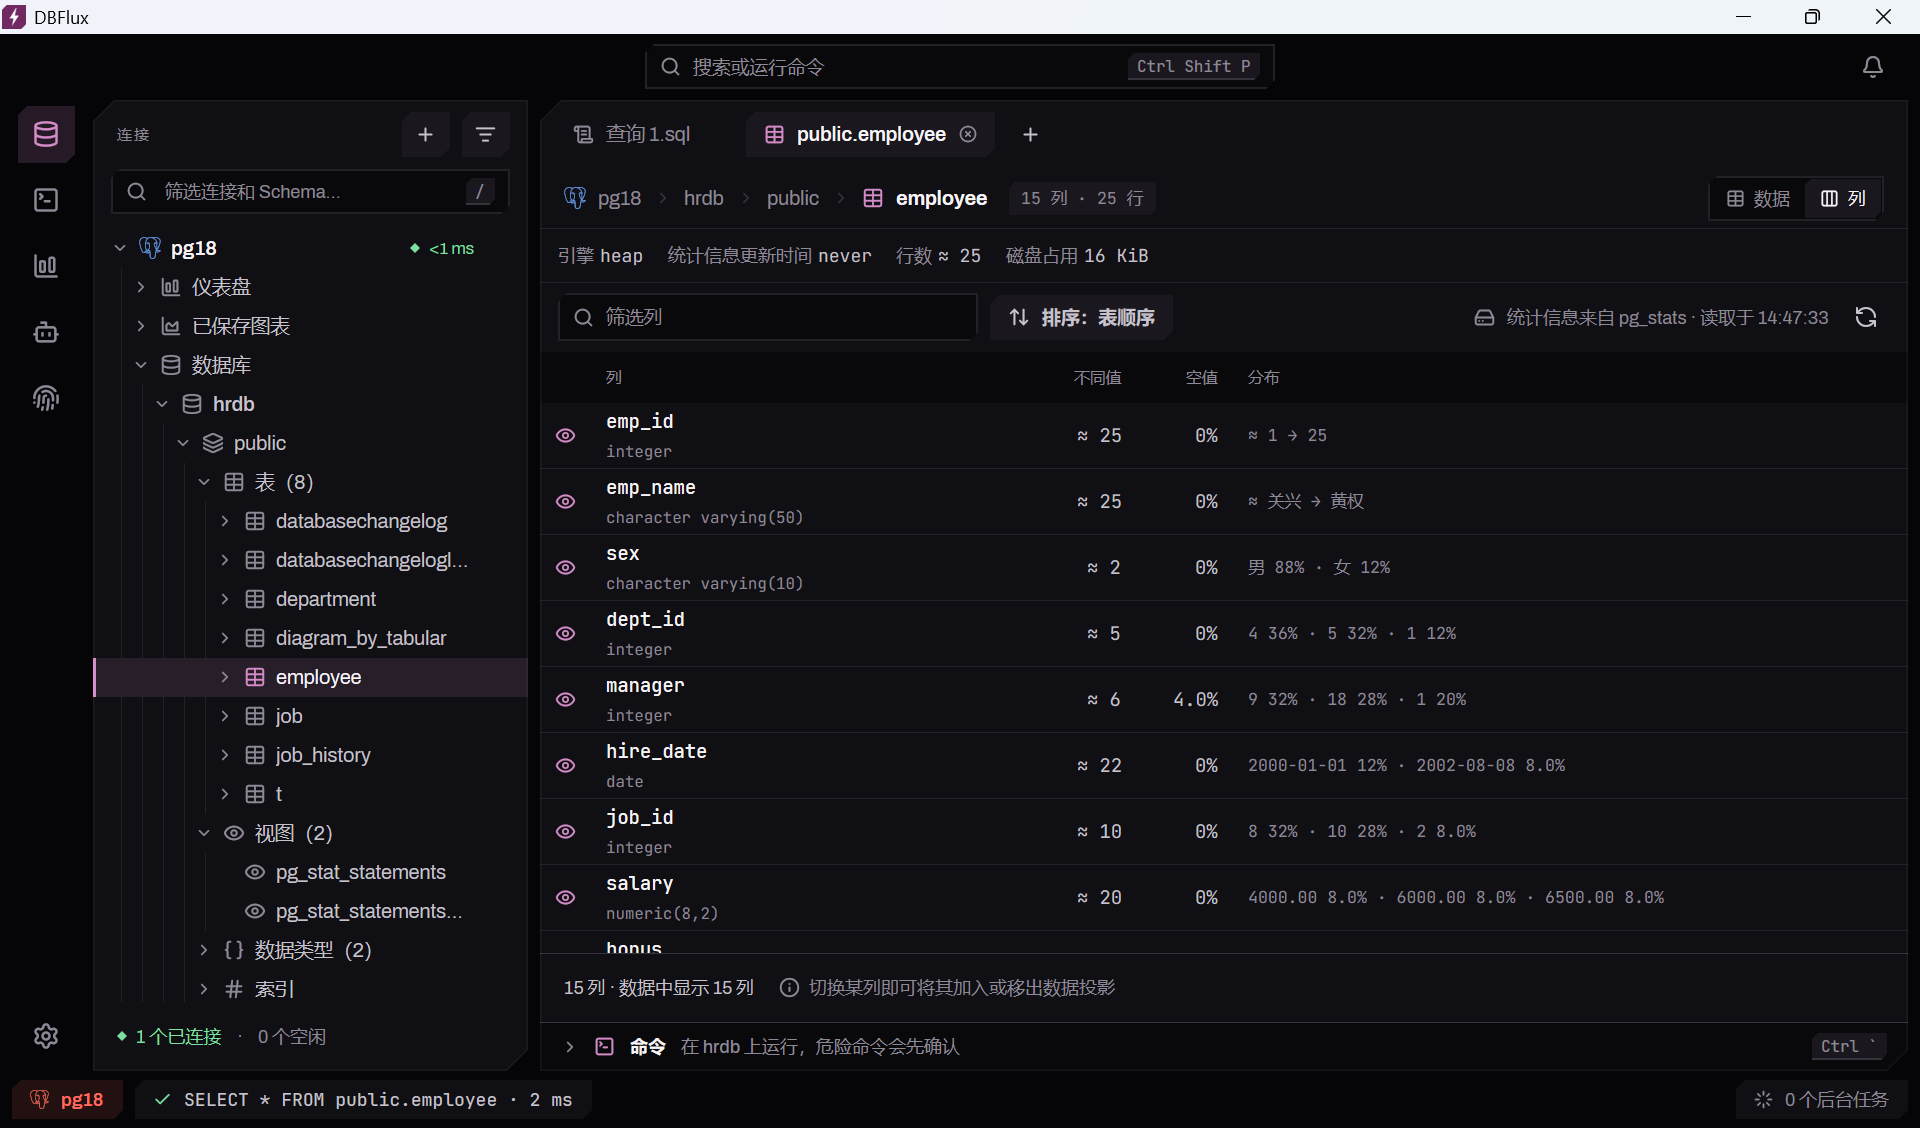 DBFlux
搜索或运行命令
Ctrl Shift P
连接
筛选连接和 Schema...
/
pg18
<1 ms
仪表盘
已保存图表
数据库
hrdb
public
表 (8)
databasechangelog
databasechangelogl...
department
diagram_by_tabular
employee
job
job_history
t
视图 (2)
pg_stat_statements
pg_stat_statements...
{} 数据类型 (2)
# 索引
1 个已连接 · 0 个空闲
查询 1.sql
public.employee
pg18 > hrdb > public > employee
15 列 · 25 行
数据
列
引擎 heap 统计信息更新时间 never 行数 ≈ 25 磁盘占用 16 KiB
筛选列
排序：表顺序
统计信息来自 pg_stats · 读取于 14:47:33
列 不同值 空值 分布
emp_id
integer
≈ 25 0% ≈ 1 → 25
emp_name
character varying(50)
≈ 25 0% ≈ 关兴 → 黄权
sex
character varying(10)
≈ 2 0% 男 88% · 女 12%
dept_id
integer
≈ 5 0% 4 36% · 5 32% · 1 12%
manager
integer
≈ 6 4.0% 9 32% · 18 28% · 1 20%
hire_date
date
≈ 22 0% 2000-01-01 12% · 2002-08-08 8.0%
job_id
integer
≈ 10 0% 8 32% · 10 28% · 2 8.0%
salary
numeric(8,2)
≈ 20 0% 4000.00 8.0% · 6000.00 8.0% · 6500.00 8.0%
bonus
15 列 · 数据中显示 15 列
切换某列即可将其加入或移出数据投影
命令 在 hrdb 上运行，危险命令会先确认
Ctrl `
pg18
SELECT * FROM public.employee · 2 ms
0 个后台任务